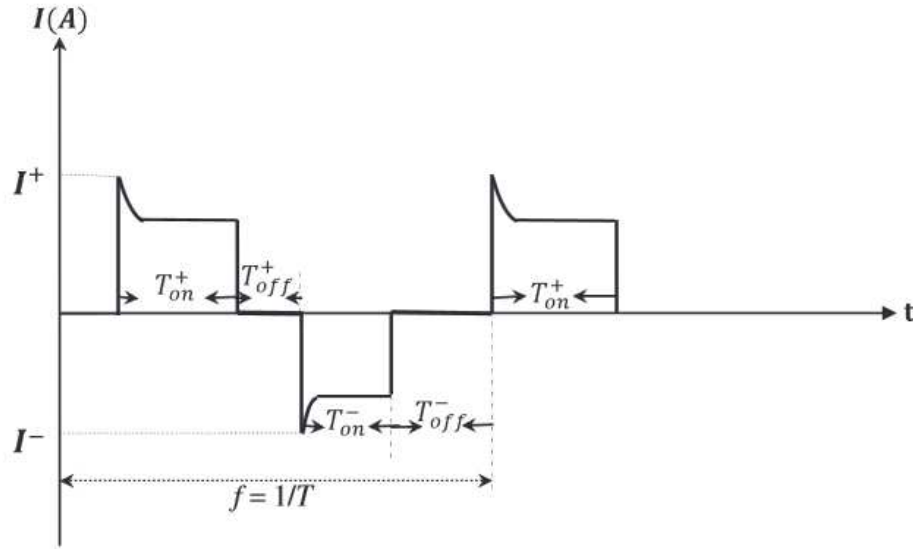 I(A)
I⁺
T⁺on T⁺off T⁺on
t
T⁻on T⁻off
I⁻
f = 1/T